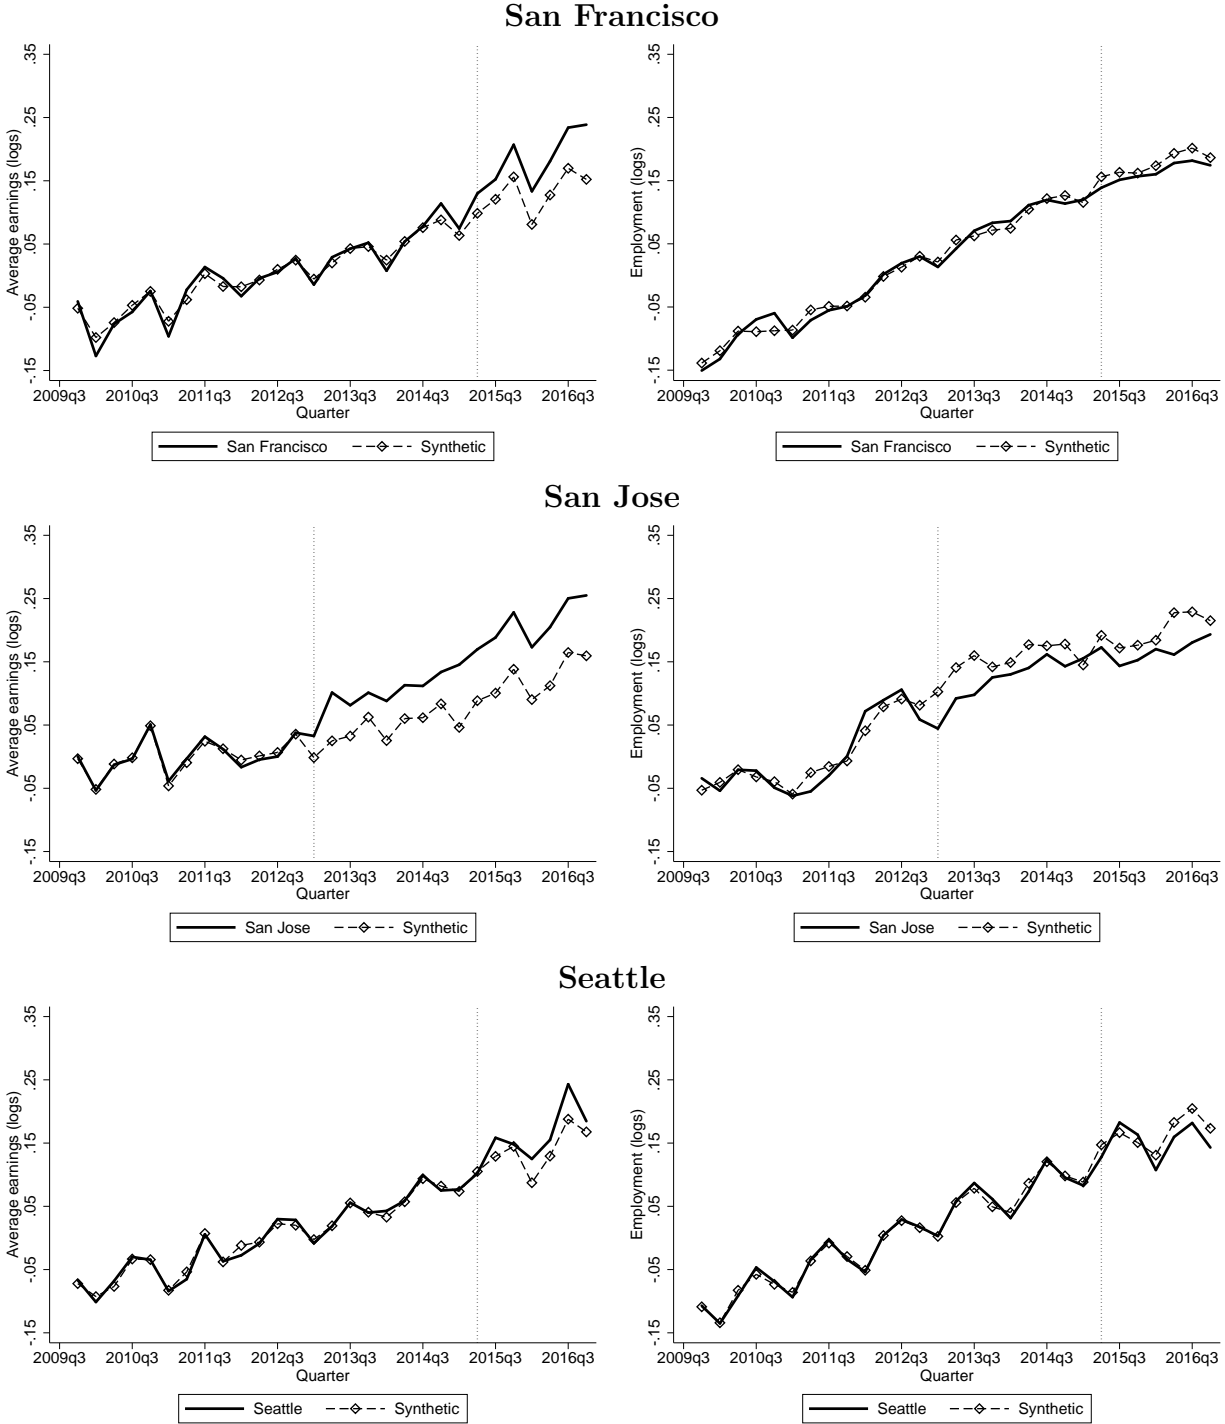 San Francisco
Average earnings (logs)
-.15 -.05 .05 .15 .25 .35
2009q3 2010q3 2011q3 2012q3 2013q3 2014q3 2015q3 2016q3
Quarter
San Francisco Synthetic
Employment (logs)
-.15 -.05 .05 .15 .25 .35
2009q3 2010q3 2011q3 2012q3 2013q3 2014q3 2015q3 2016q3
Quarter
San Francisco Synthetic
San Jose
Average earnings (logs)
-.15 -.05 .05 .15 .25 .35
2009q3 2010q3 2011q3 2012q3 2013q3 2014q3 2015q3 2016q3
Quarter
San Jose Synthetic
Employment (logs)
-.15 -.05 .05 .15 .25 .35
2009q3 2010q3 2011q3 2012q3 2013q3 2014q3 2015q3 2016q3
Quarter
San Jose Synthetic
Seattle
Average earnings (logs)
-.15 -.05 .05 .15 .25 .35
2009q3 2010q3 2011q3 2012q3 2013q3 2014q3 2015q3 2016q3
Quarter
Seattle Synthetic
Employment (logs)
-.15 -.05 .05 .15 .25 .35
2009q3 2010q3 2011q3 2012q3 2013q3 2014q3 2015q3 2016q3
Quarter
Seattle Synthetic